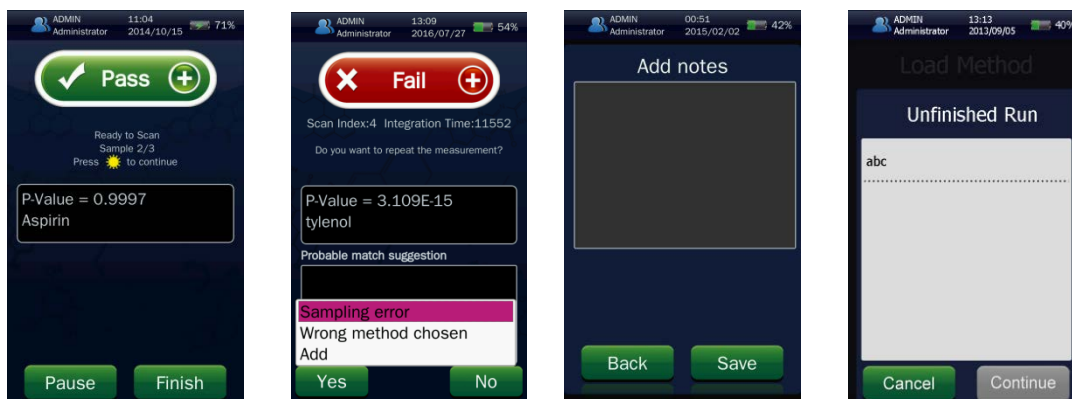 ADMIN 11:04
Administrator 2014/10/15 71%
Pass
Ready to Scan
Sample 2/3
Press to continue
P-Value = 0.9997
Aspirin
Pause Finish
ADMIN 13:09
Administrator 2016/07/27 54%
Fail
Scan Index:4 Integration Time:11552
Do you want to repeat the measurement?
P-Value = 3.109E-15
tylenol
Probable match suggestion
Sampling error
Wrong method chosen
Add
Yes No
ADMIN 00:51
Administrator 2015/02/02 42%
Add notes
Back Save
ADMIN 13:13
Administrator 2013/09/05 40%
Load Method
Unfinished Run
abc
Cancel Continue